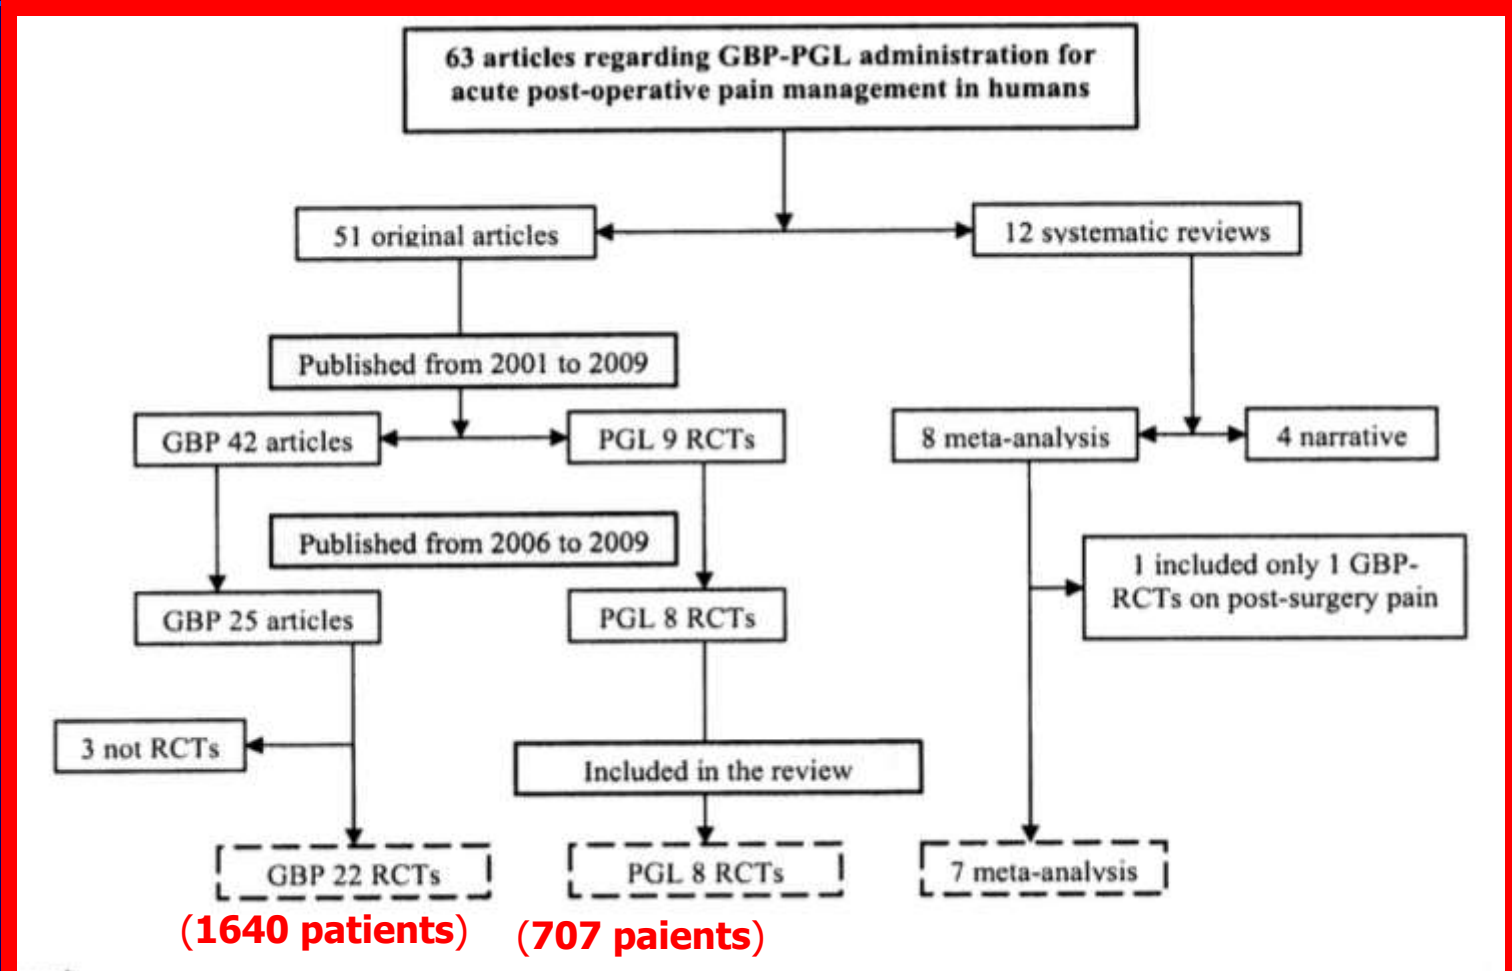 63 articles regarding GBP-PGL administration for
acute post-operative pain management in humans
51 original articles
12 systematic reviews
Published from 2001 to 2009
GBP 42 articles
PGL 9 RCTs
8 meta-analysis
4 narrative
Published from 2006 to 2009
1 included only 1 GBP-
RCTs on post-surgery pain
GBP 25 articles
PGL 8 RCTs
3 not RCTs
Included in the review
GBP 22 RCTs
PGL 8 RCTs
7 meta-analysis
(1640 patients)
(707 paients)